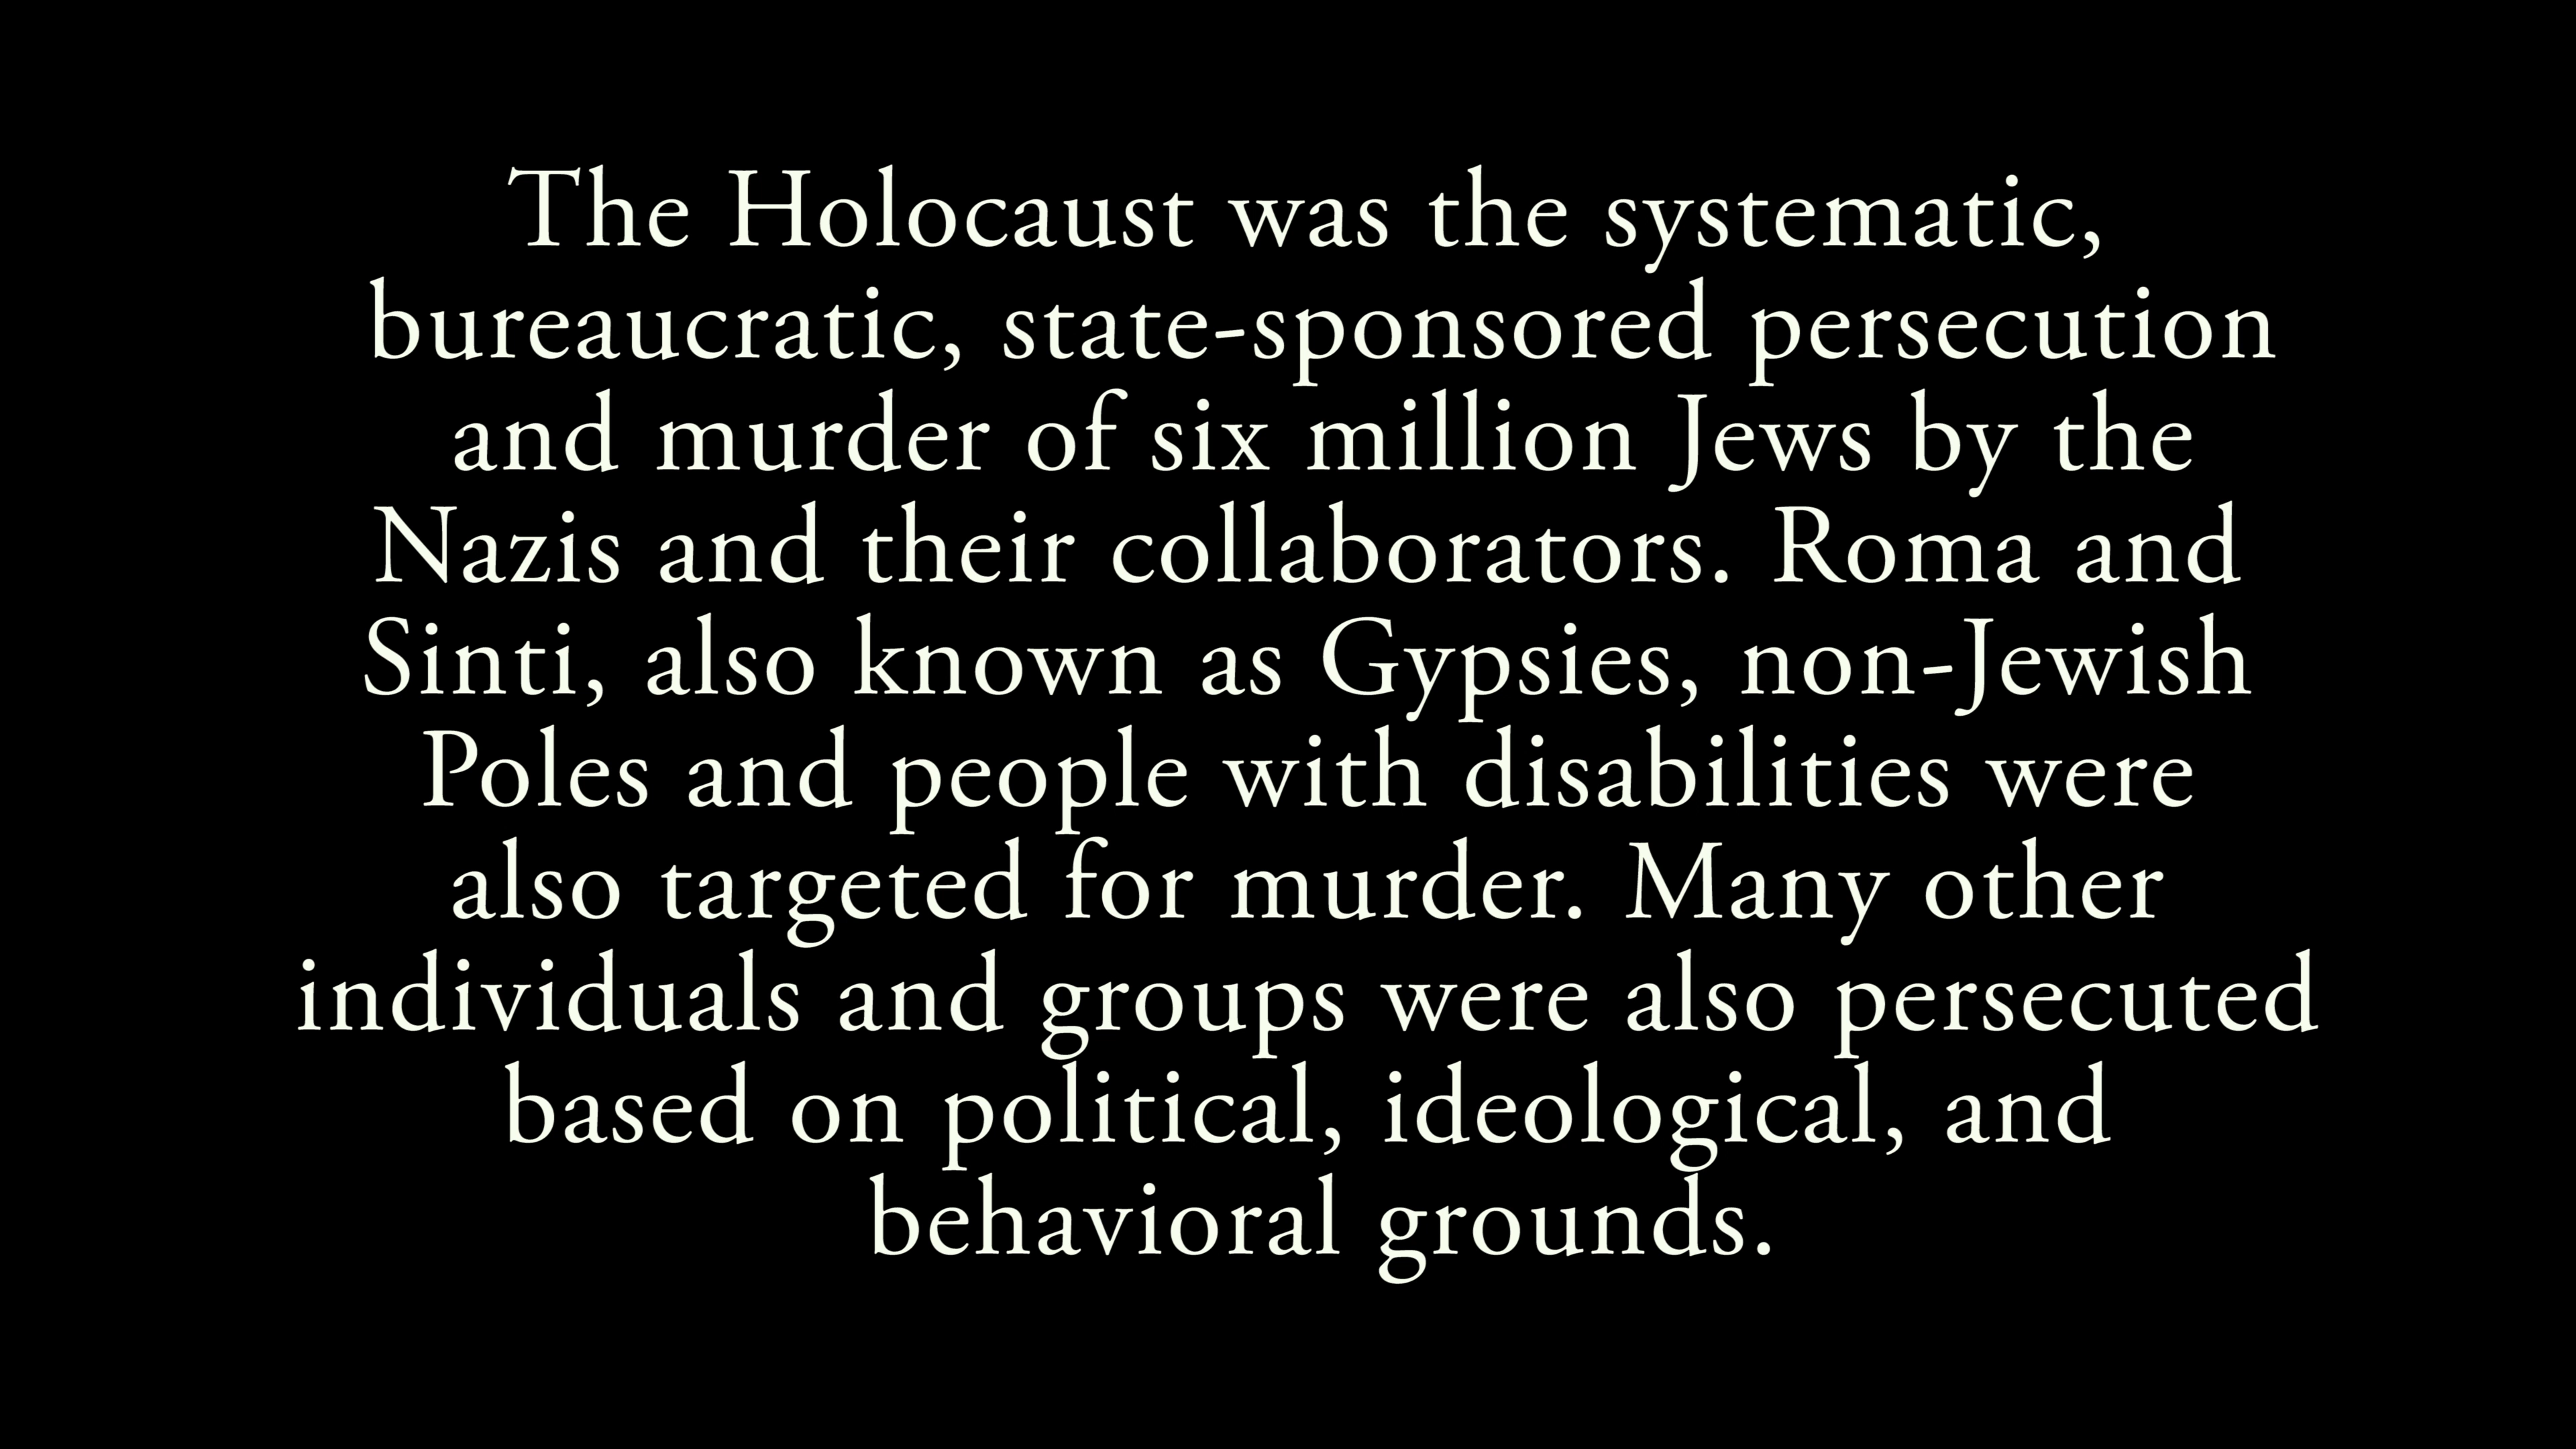 The Holocaust was the systematic,
bureaucratic, state-sponsored persecution
and murder of six million Jews by the
Nazis and their collaborators. Roma and
Sinti, also known as Gypsies, non-Jewish
Poles and people with disabilities were
also targeted for murder. Many other
individuals and groups were also persecuted
based on political, ideological, and
behavioral grounds.